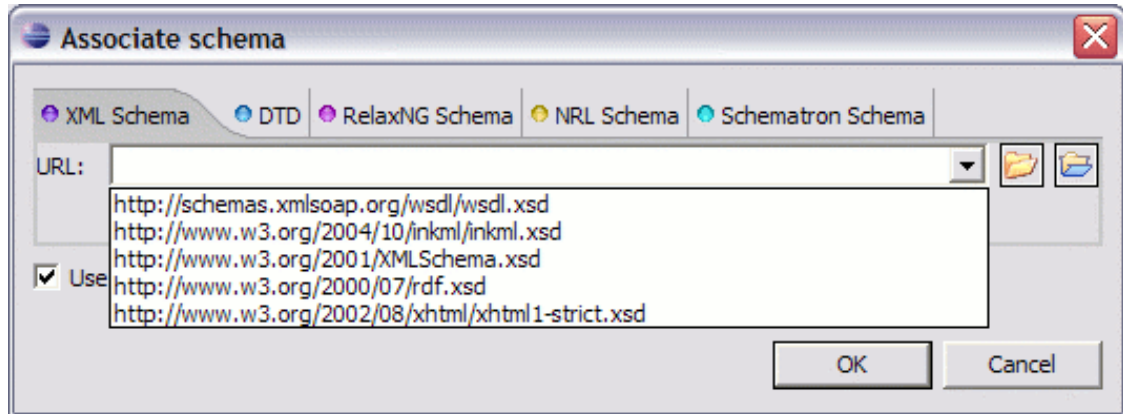 Associate schema
XML Schema DTD RelaxNG Schema NRL Schema Schematron Schema
URL:
http://schemas.xmlsoap.org/wsdl/wsdl.xsd
http://www.w3.org/2004/10/inkml/inkml.xsd
http://www.w3.org/2001/XMLSchema.xsd
Use
http://www.w3.org/2000/07/rdf.xsd
http://www.w3.org/2002/08/xhtml/xhtml1-strict.xsd
OK Cancel